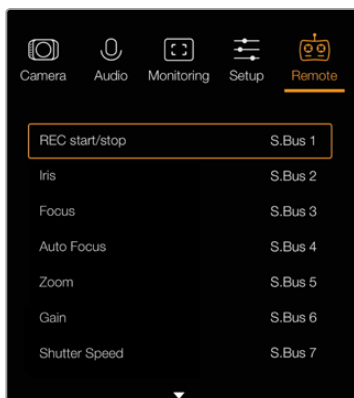 Camera Audio Monitoring Setup Remote
REC start/stop S.Bus 1
Iris S.Bus 2
Focus S.Bus 3
Auto Focus S.Bus 4
Zoom S.Bus 5
Gain S.Bus 6
Shutter Speed S.Bus 7